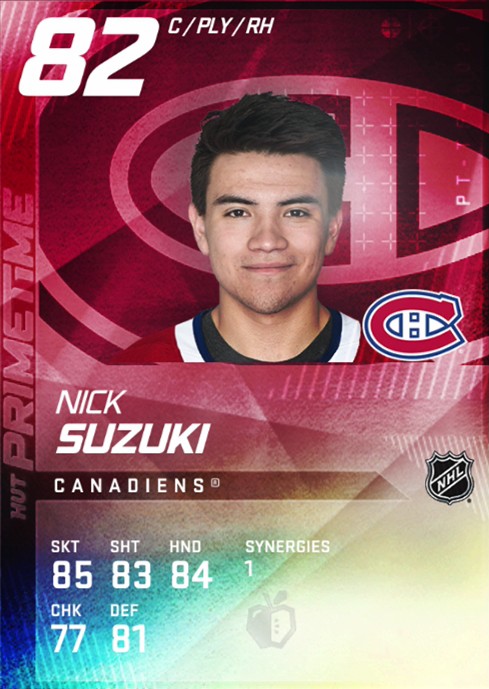 82 C / PLY / RH
HUT PRIMETIME
NICK
SUZUKI
CANADIENS®
NHL
SKT SHT HND SYNERGIES
85 83 84 1
CHK DEF
77 81